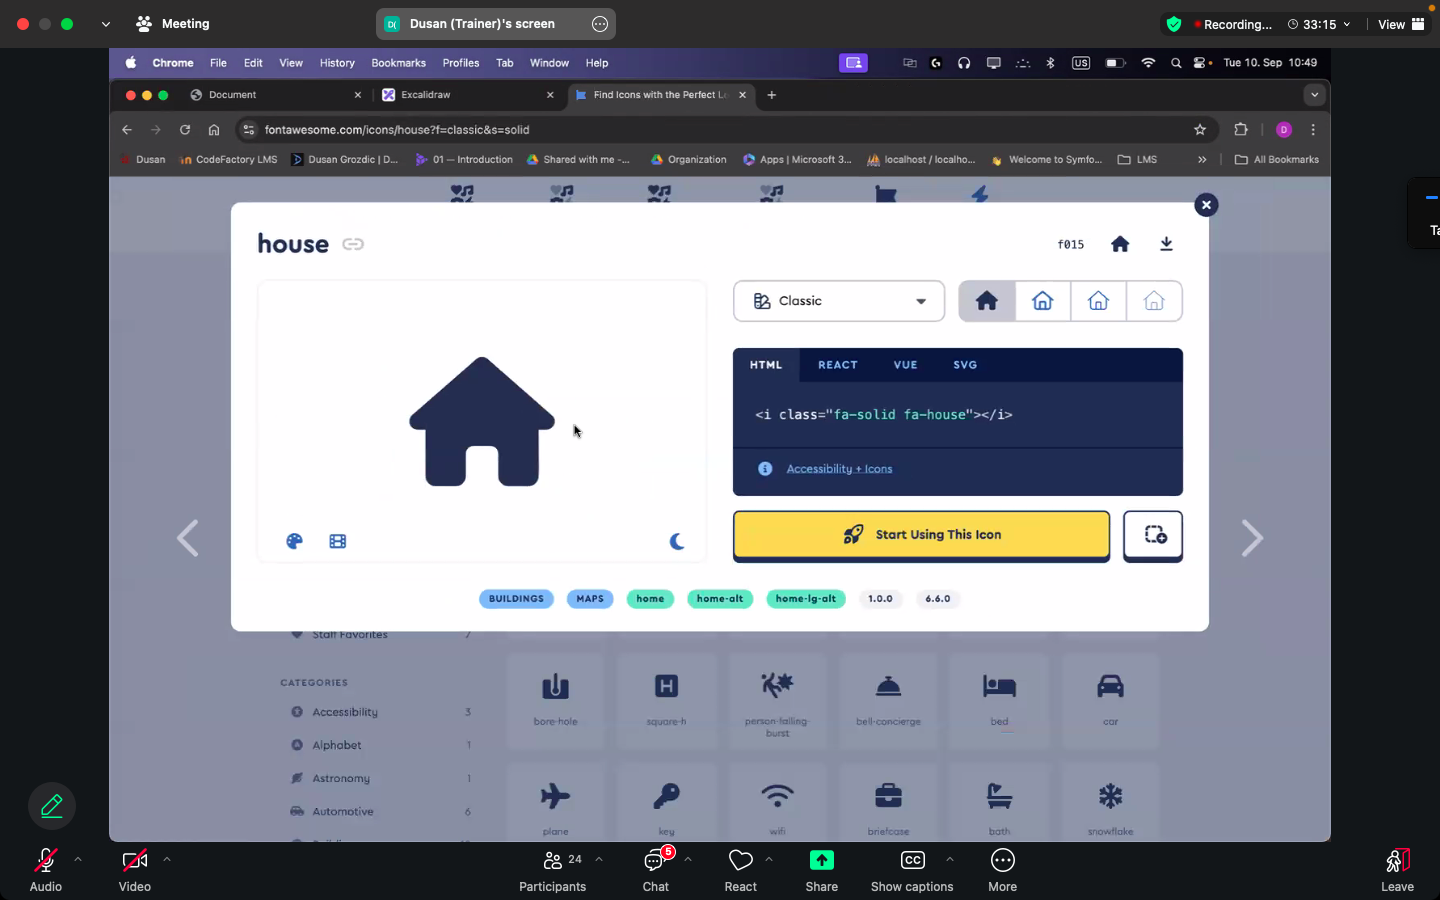 Meeting
D( Dusan (Trainer)'s screen
Recording...
33:15
View
Chrome File Edit View History Bookmarks Profiles Tab Window Help
US
Tue 10. Sep 10:49
Document
Excalidraw
Find Icons with the Perfect L
fontawesome.com/icons/house?f=classic&s=solid
D
Dusan
CodeFactory LMS
Dusan Grozdic | D...
01 — Introduction
Shared with me -...
Organization
Apps | Microsoft 3...
localhost / localho...
Welcome to Symfo...
LMS
»
All Bookmarks
house
f015
Classic
HTML REACT VUE SVG
<i class="fa-solid fa-house"></i>
Accessibility + Icons
Start Using This Icon
BUILDINGS MAPS home home-alt home-lg-alt 1.0.0 6.6.0
Staff Favorites 7
CATEGORIES
Accessibility 3
Alphabet 1
Astronomy 1
Automotive 6
bore-hole
H
square-h
person-falling-
burst
bell-concierge
bed
car
plane
key
wifi
briefcase
bath
snowflake
Audio
Video
24
Participants
5
Chat
React
Share
CC
Show captions
More
Leave